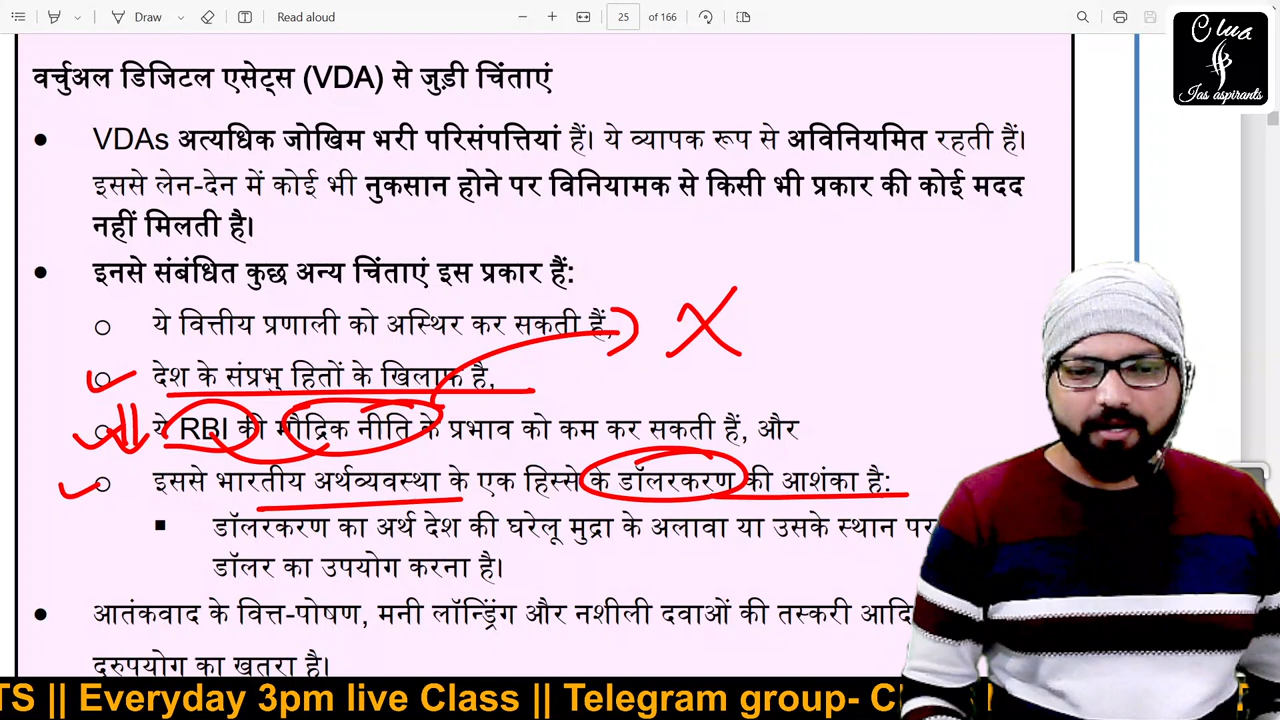 Draw
Read aloud
25 of 166
Clua
Ias aspirants
वर्चुअल डिजिटल एसेट्स (VDA) से जुड़ी चिंताएं
● VDAs अत्यधिक जोखिम भरी परिसंपत्तियां हैं। ये व्यापक रूप से अविनियमित रहती हैं।
इससे लेन-देन में कोई भी नुकसान होने पर विनियामक से किसी भी प्रकार की कोई मदद
नहीं मिलती है।
● इनसे संबंधित कुछ अन्य चिंताएं इस प्रकार हैं:
○ ये वित्तीय प्रणाली को अस्थिर कर सकती हैं,
○ देश के संप्रभु हितों के खिलाफ है,
○ ये RBI की मौद्रिक नीति के प्रभाव को कम कर सकती हैं, और
○ इससे भारतीय अर्थव्यवस्था के एक हिस्से के डॉलरकरण की आशंका है:
■ डॉलरकरण का अर्थ देश की घरेलू मुद्रा के अलावा या उसके स्थान पर
डॉलर का उपयोग करना है।
● आतंकवाद के वित्त-पोषण, मनी लॉन्ड्रिंग और नशीली दवाओं की तस्करी आदि
दुरुपयोग का खतरा है।
TS || Everyday 3pm live Class || Telegram group- C